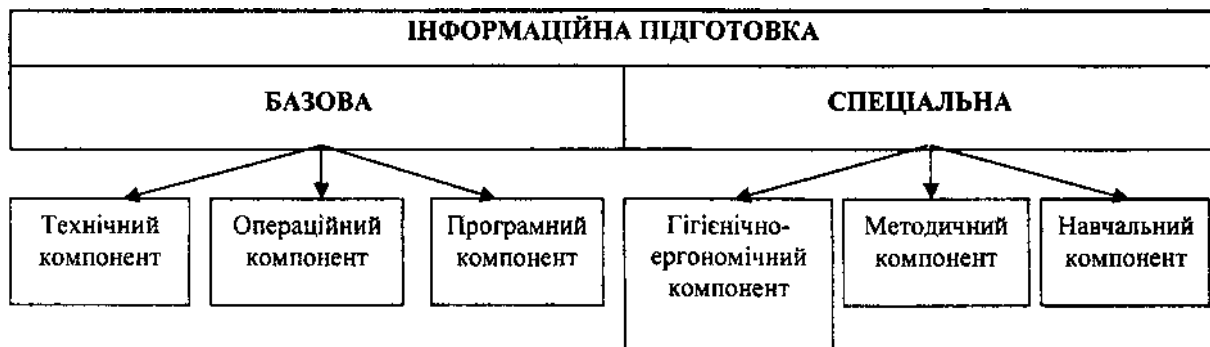 ІНФОРМАЦІЙНА ПІДГОТОВКА
БАЗОВА
СПЕЦІАЛЬНА
Технічний
компонент
Операційний
компонент
Програмний
компонент
Гігієнічно-
ергономічний
компонент
Методичний
компонент
Навчальний
компонент